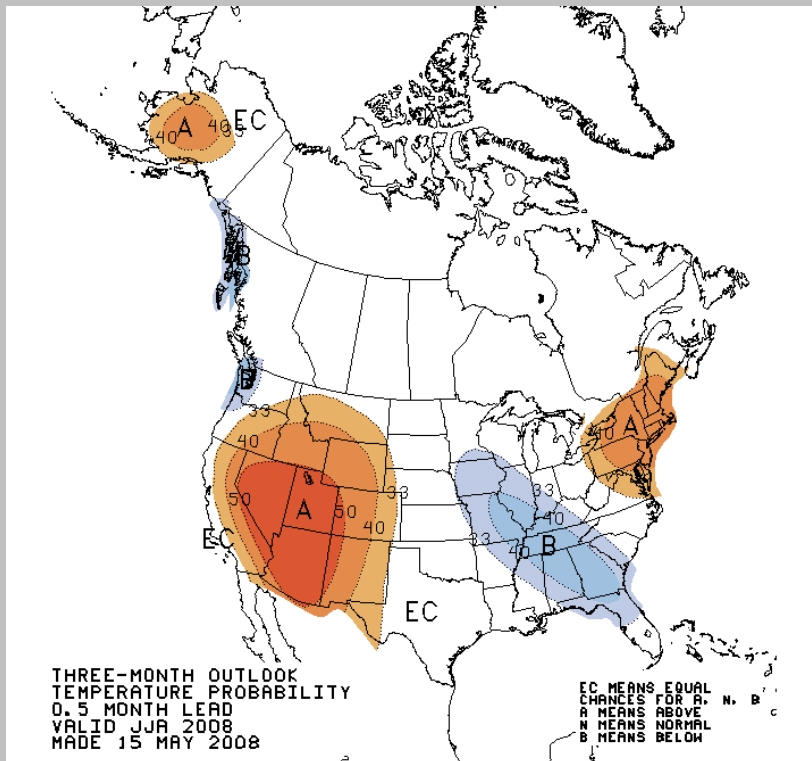 A
40
40
EC
B
B
33
40
50
A
50
40
33
EC
A
40
33
40
B
33
40
EC
THREE-MONTH OUTLOOK
TEMPERATURE PROBABILITY
0.5 MONTH LEAD
VALID JJA 2008
MADE 15 MAY 2008
EC MEANS EQUAL
CHANCES FOR A, N, B
A MEANS ABOVE
N MEANS NORMAL
B MEANS BELOW